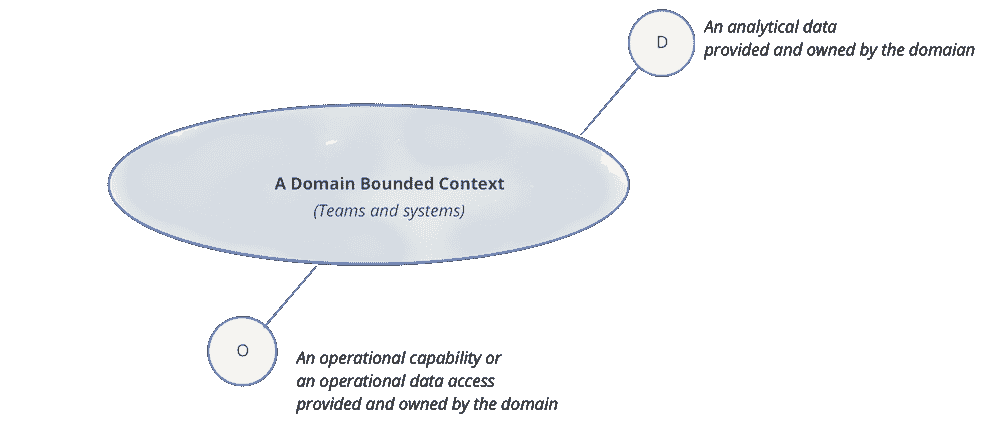 D
An analytical data
provided and owned by the domaian
A Domain Bounded Context
(Teams and systems)
O
An operational capability or
an operational data access
provided and owned by the domain